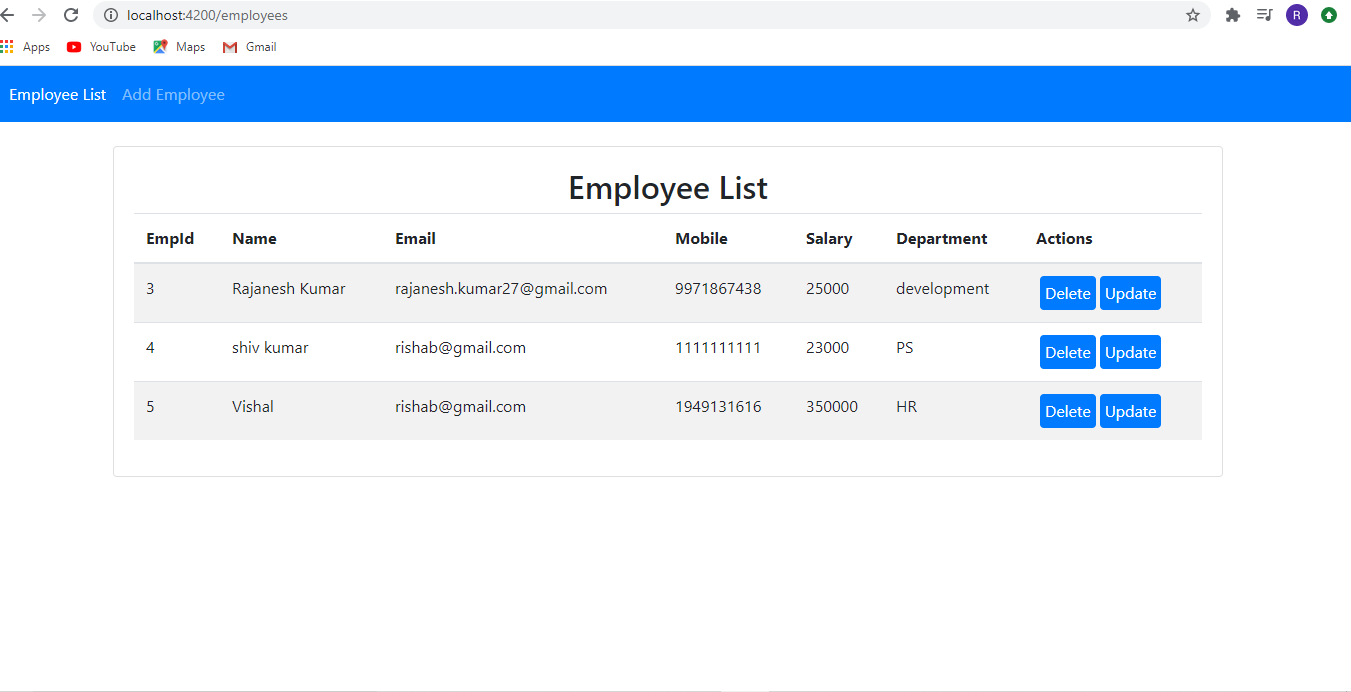 localhost:4200/employees
R
Apps YouTube Maps Gmail
Employee List Add Employee
Employee List
EmpId Name Email Mobile Salary Department Actions
3 Rajanesh Kumar rajanesh.kumar27@gmail.com 9971867438 25000 development Delete Update
4 shiv kumar rishab@gmail.com 1111111111 23000 PS Delete Update
5 Vishal rishab@gmail.com 1949131616 350000 HR Delete Update